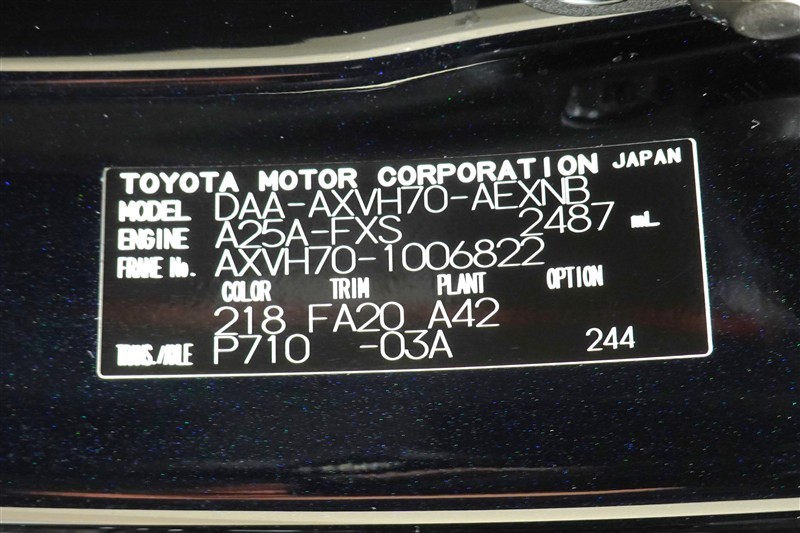 TOYOTA MOTOR CORPORATION JAPAN
MODEL DAA-AXVH70-AEXNB
ENGINE A25A-FXS 2487 mL
FRAME No. AXVH70-1006822
COLOR TRIM PLANT OPTION
218 FA20 A42
TRANS./AXLE P710 -03A 244